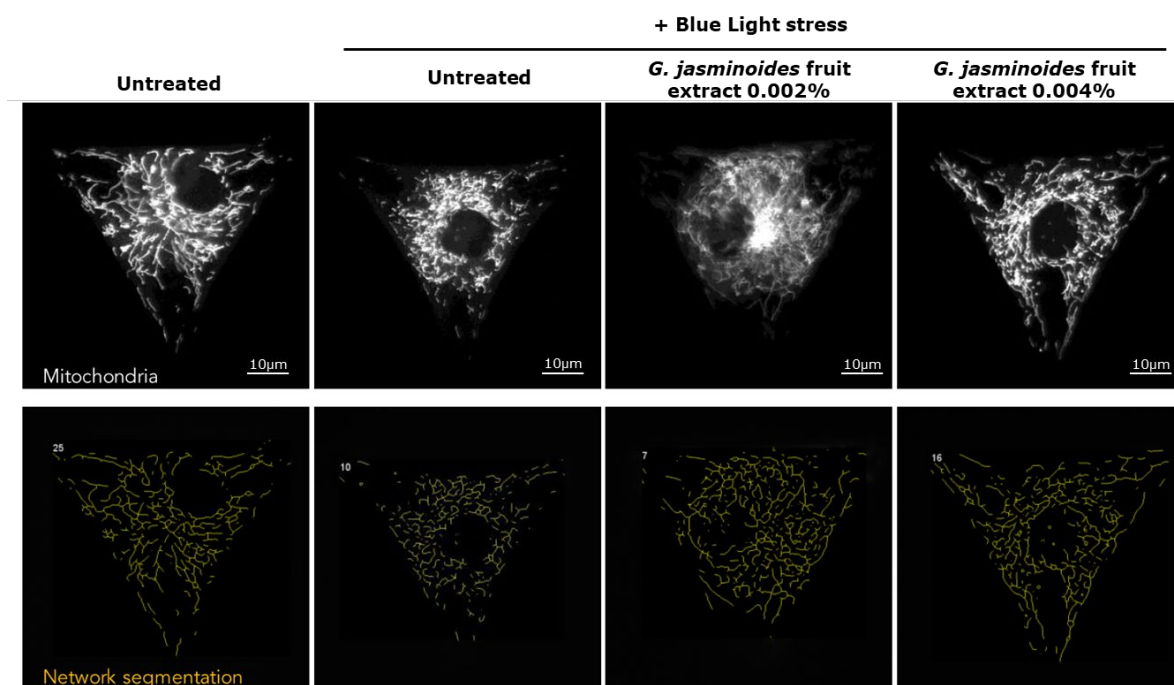 + Blue Light stress
Untreated
Untreated
G. jasminoides fruit
extract 0.002%
G. jasminoides fruit
extract 0.004%
Mitochondria
10µm
10µm
10µm
10µm
25
10
7
16
Network segmentation